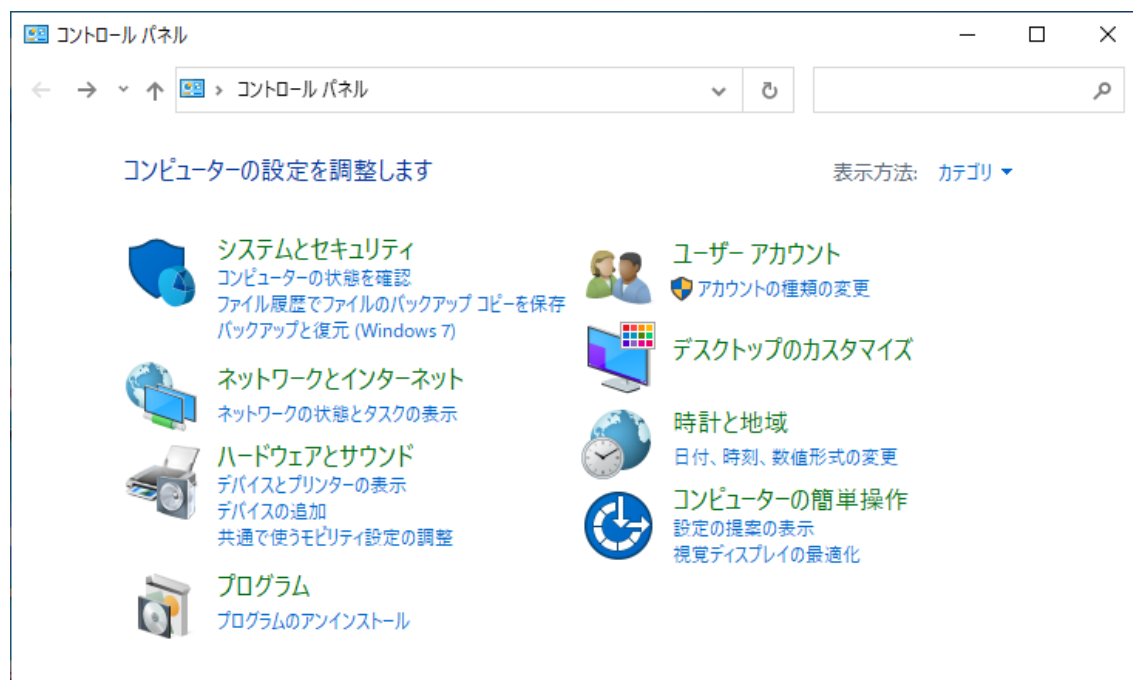 コントロール パネル
コントロール パネル
コンピューターの設定を調整します
表示方法: カテゴリ
システムとセキュリティ
コンピューターの状態を確認
ファイル履歴でファイルのバックアップ コピーを保存
バックアップと復元 (Windows 7)
ネットワークとインターネット
ネットワークの状態とタスクの表示
ハードウェアとサウンド
デバイスとプリンターの表示
デバイスの追加
共通で使うモビリティ設定の調整
プログラム
プログラムのアンインストール
ユーザー アカウント
アカウントの種類の変更
デスクトップのカスタマイズ
時計と地域
日付、時刻、数値形式の変更
コンピューターの簡単操作
設定の提案の表示
視覚ディスプレイの最適化